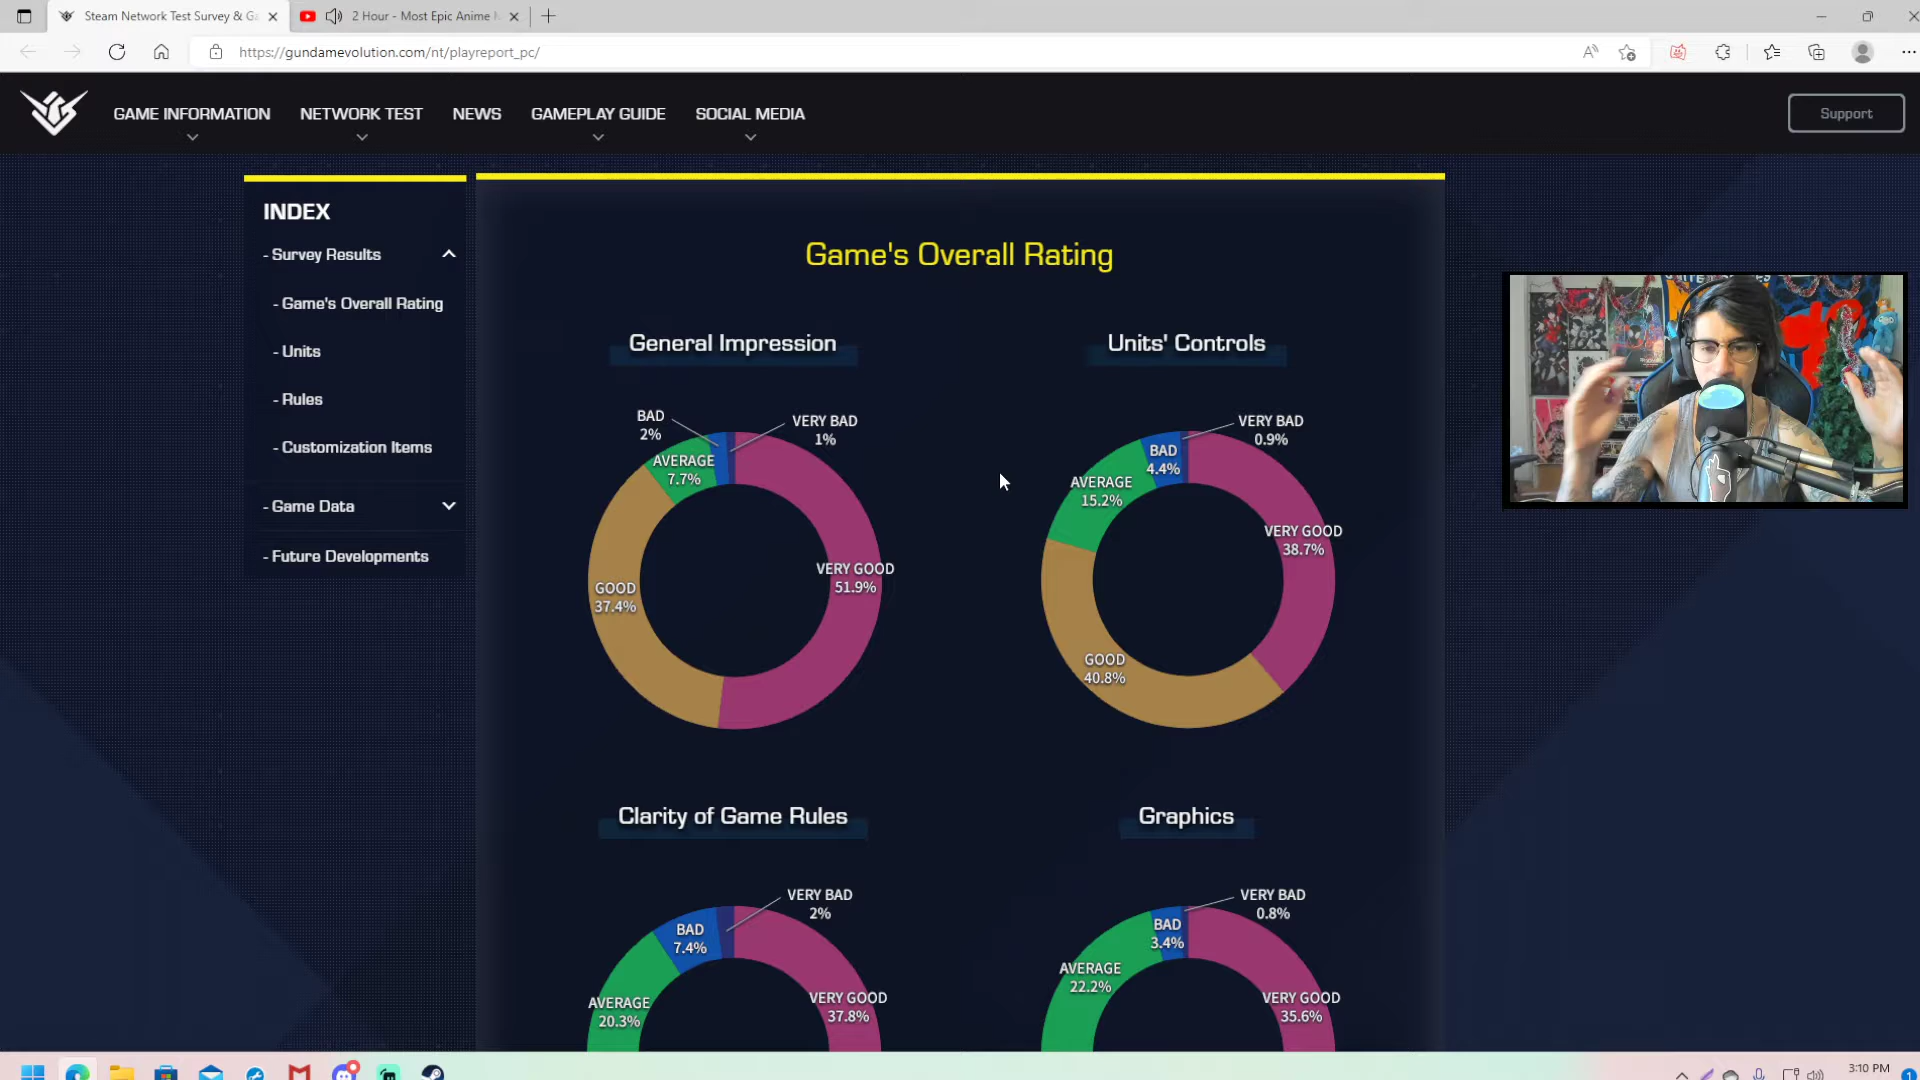 Steam Network Test Survey & Ga
2 Hour - Most Epic Anime
https://gundamevolution.com/nt/playreport_pc/
GAME INFORMATION
NETWORK TEST
NEWS
GAMEPLAY GUIDE
SOCIAL MEDIA
Support
INDEX
- Survey Results
- Game's Overall Rating
- Units
- Rules
- Customization Items
- Game Data
- Future Developments
Game's Overall Rating
General Impression
BAD
2%
VERY BAD
1%
AVERAGE
7.7%
VERY GOOD
51.9%
GOOD
37.4%
Units' Controls
VERY BAD
0.9%
BAD
4.4%
AVERAGE
15.2%
VERY GOOD
38.7%
GOOD
40.8%
Clarity of Game Rules
VERY BAD
2%
BAD
7.4%
AVERAGE
20.3%
VERY GOOD
37.8%
Graphics
VERY BAD
0.8%
BAD
3.4%
AVERAGE
22.2%
VERY GOOD
35.6%
3:10 PM
1